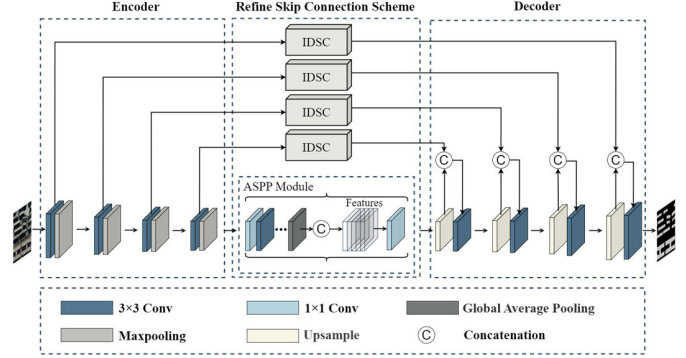 Encoder
Refine Skip Connection Scheme
Decoder
IDSC
IDSC
IDSC
IDSC
C
C
C
C
ASPP Module
Features
C
3×3 Conv
1×1 Conv
Global Average Pooling
Maxpooling
Upsample
C
Concatenation